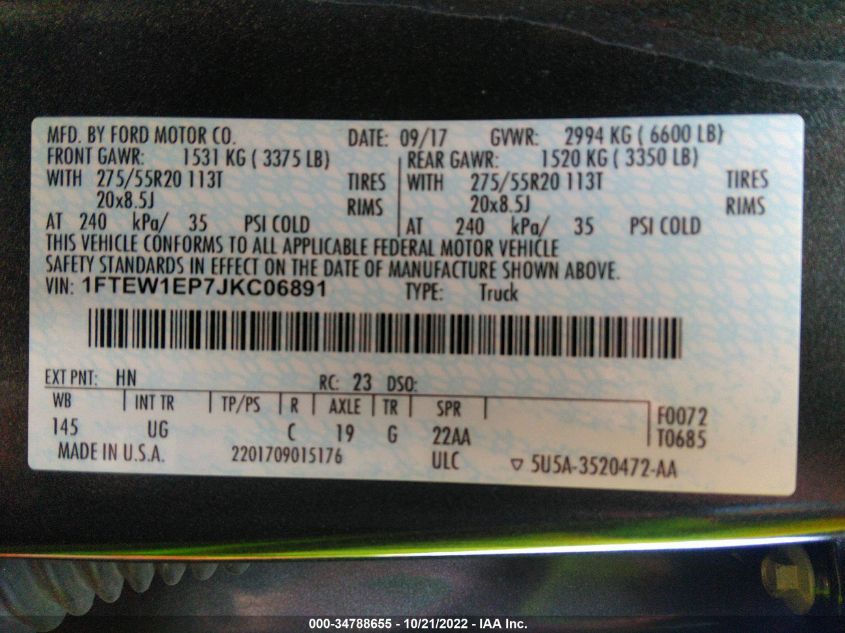 MFD. BY FORD MOTOR CO. DATE: 09/17 GVWR: 2994 KG ( 6600 LB)
FRONT GAWR: 1531 KG ( 3375 LB) REAR GAWR: 1520 KG ( 3350 LB)
WITH 275/55R20 113T TIRES WITH 275/55R20 113T TIRES
20x8.5J RIMS 20x8.5J RIMS
AT 240 kPa/ 35 PSI COLD AT 240 kPa/ 35 PSI COLD
THIS VEHICLE CONFORMS TO ALL APPLICABLE FEDERAL MOTOR VEHICLE
SAFETY STANDARDS IN EFFECT ON THE DATE OF MANUFACTURE SHOWN ABOVE.
VIN: 1FTEW1EP7JKC06891 TYPE: Truck
EXT PNT: HN RC: 23 DSO:
WB INT TR TP/PS R AXLE TR SPR F0072
145 UG C 19 G 22AA T0685
MADE IN U.S.A. 2201709015176 ULC ▽ 5U5A-3520472-AA
000-34788655 - 10/21/2022 - IAA Inc.